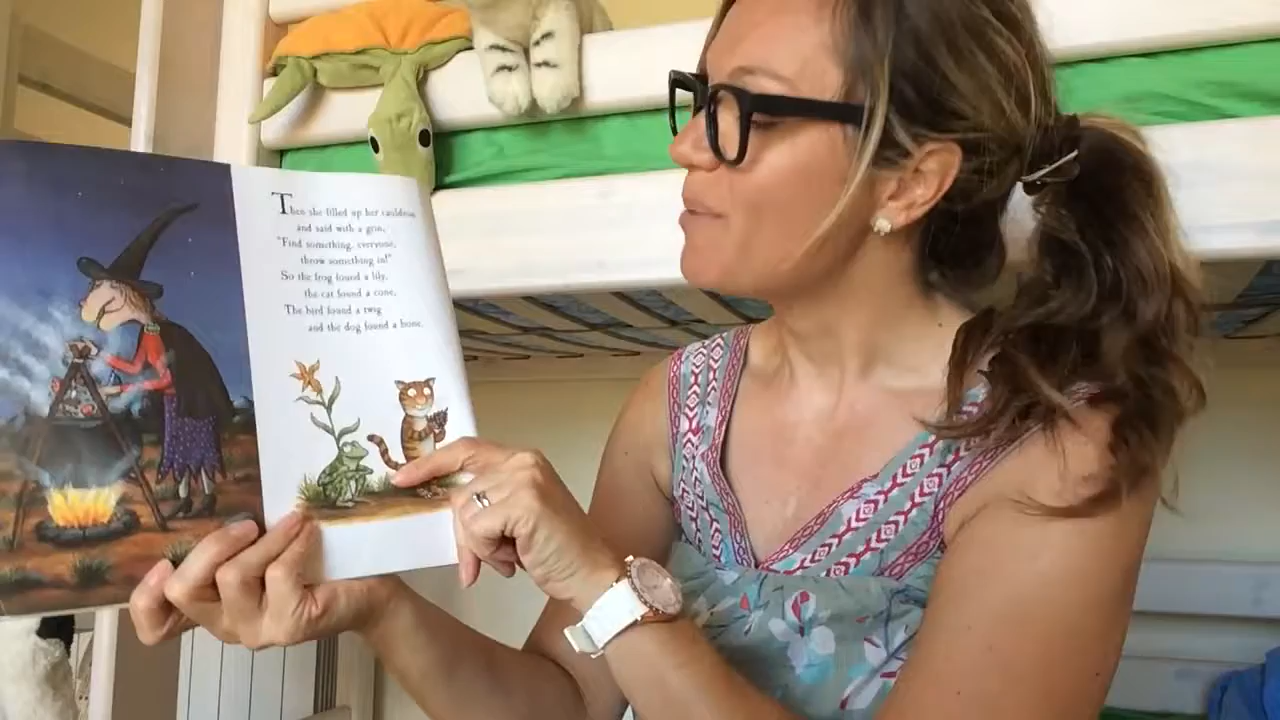 Then she filled up her cauldron
and said with a grin,
"Find something, everyone,
throw something in!"
So the frog found a lily,
the cat found a cone,
The bird found a twig
and the dog found a bone.